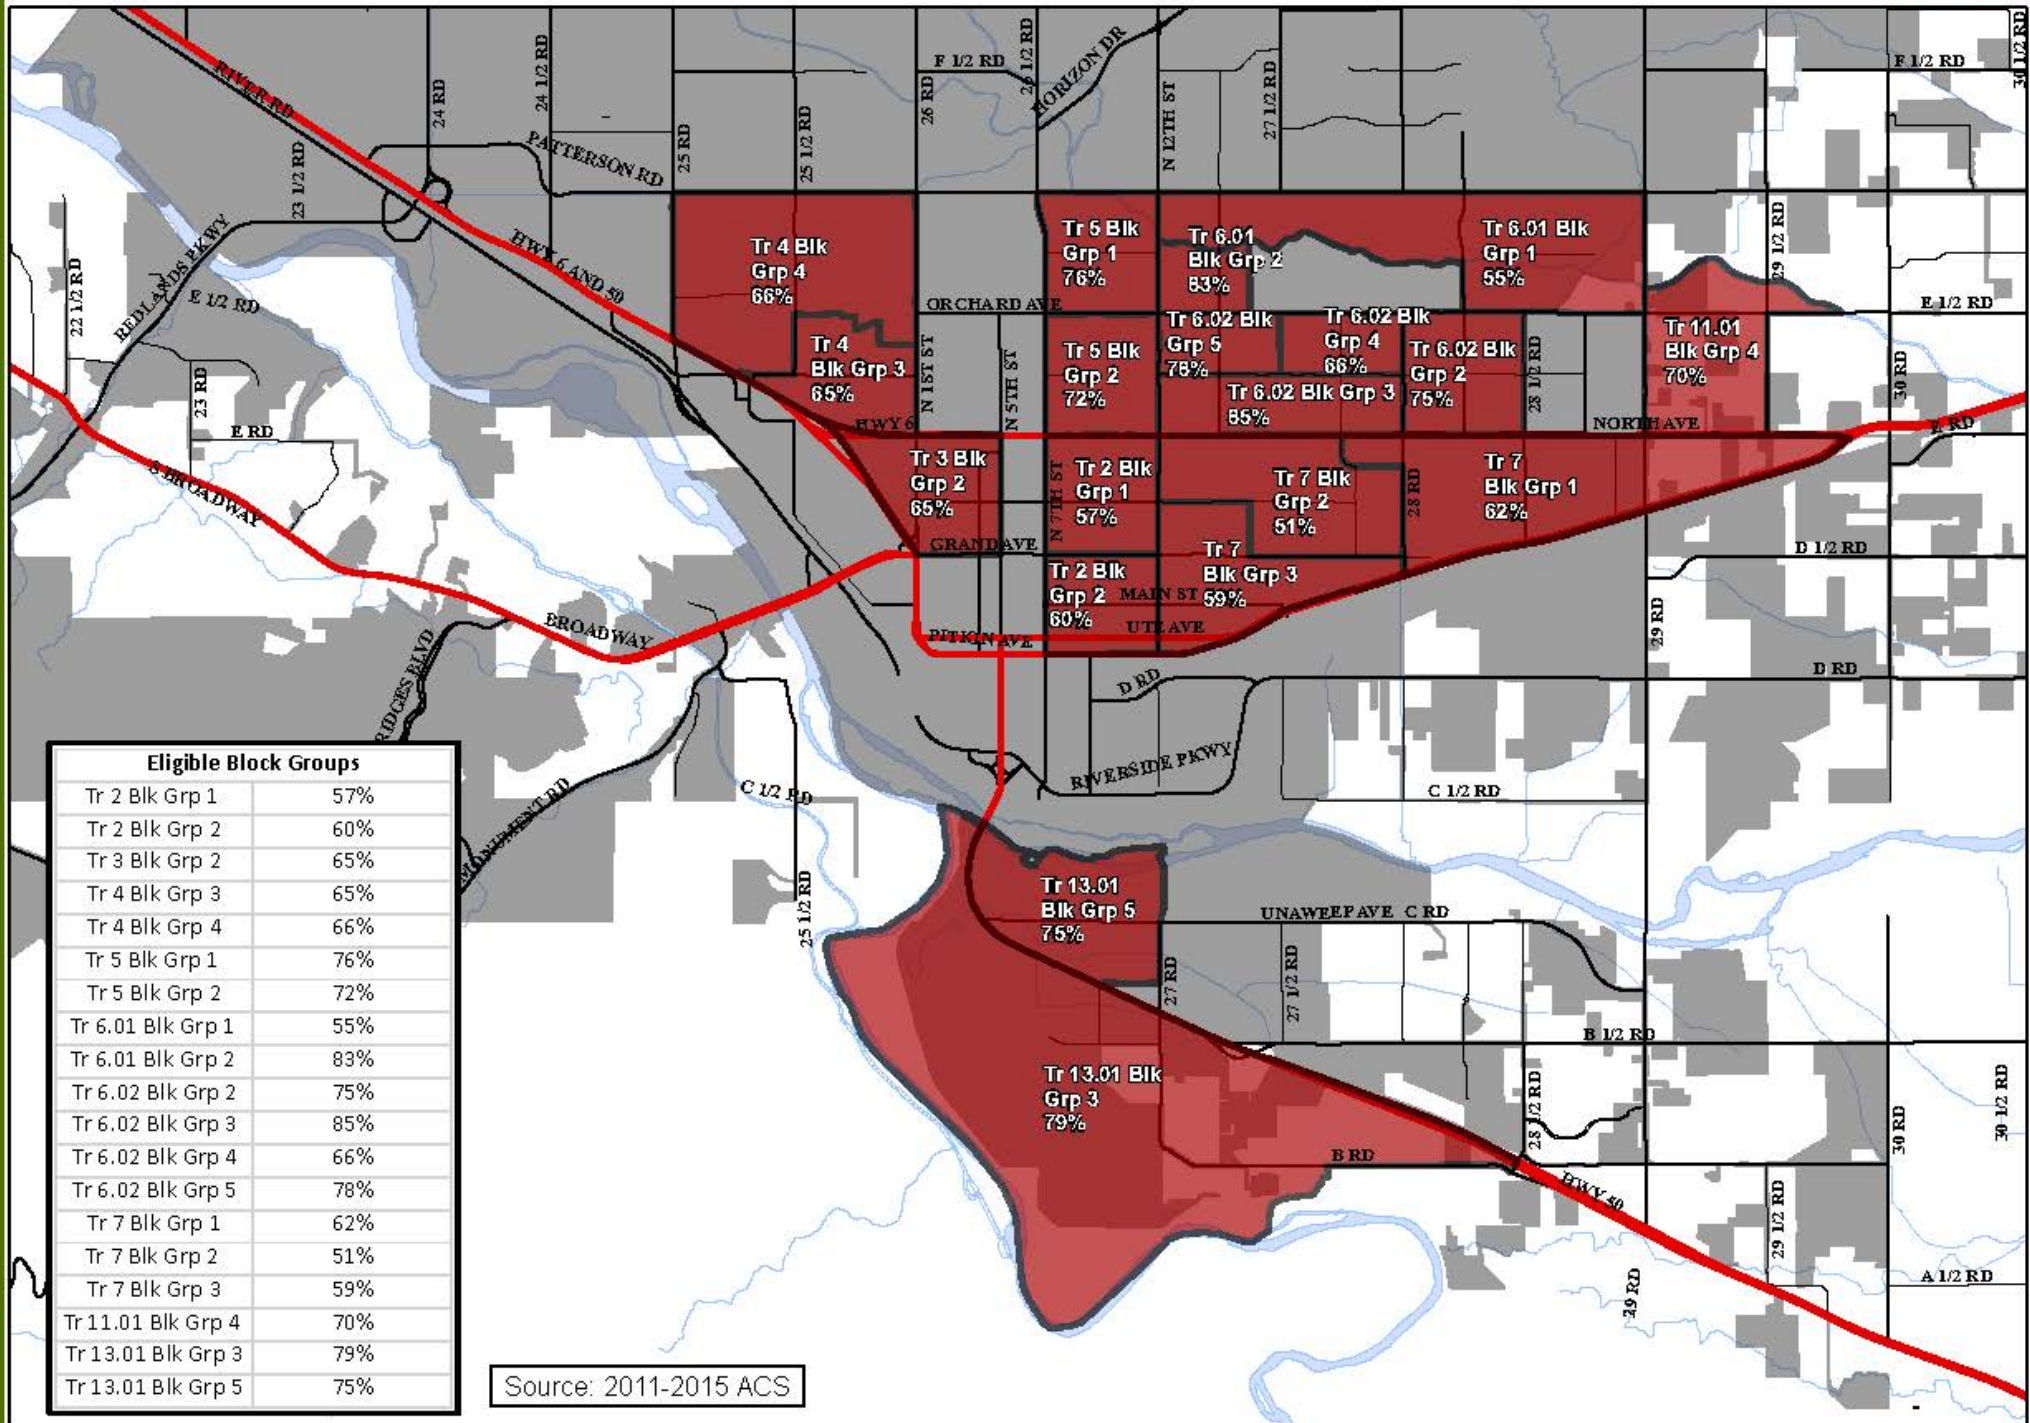 RIVER RD
24 RD
24 1/2 RD
F 1/2 RD
26 1/2 RD
HORIZON DR
F 1/2 RD
30 1/2 RD
23 1/2 RD
PATTERSON RD
25 RD
25 1/2 RD
26 RD
N 12TH ST
27 1/2 RD
22 1/2 RD
REDLANDS PKWY
E 1/2 RD
HWY 6 AND 50
Tr 4 Blk
Grp 4
66%
Tr 5 Blk
Grp 1
76%
Tr 6.01
Blk Grp 2
83%
Tr 6.01 Blk
Grp 1
55%
29 1/2 RD
ORCHARD AVE
E 1/2 RD
Tr 4
Blk Grp 3
65%
N 1ST ST
N 5TH ST
Tr 5 Blk
Grp 2
72%
Tr 6.02 Blk
Grp 5
78%
Tr 6.02 Blk
Grp 4
66%
Tr 6.02 Blk
Grp 2
75%
Tr 6.02 Blk Grp 3
85%
28 1/2 RD
Tr 11.01
Blk Grp 4
70%
30 RD
23 RD
E RD
HWY 6
NORTH AVE
E RD
S BROADWAY
Tr 3 Blk
Grp 2
65%
N 7TH ST
Tr 2 Blk
Grp 1
57%
Tr 7 Blk
Grp 2
51%
28 RD
Tr 7
Blk Grp 1
62%
GRAND AVE
D 1/2 RD
Tr 2 Blk
Grp 2
60%
Tr 7
Blk Grp 3
59%
MAIN ST
29 RD
BROADWAY
PITKIN AVE
UTE AVE
RIDGES BLVD
D RD
D RD
RIVERSIDE PKWY
C 1/2 RD
C 1/2 RD
MONUMENT RD
25 1/2 RD
Tr 13.01
Blk Grp 5
75%
UNAWEEP AVE C RD
27 RD
27 1/2 RD
B 1/2 RD
Tr 13.01 Blk
Grp 3
79%
28 1/2 RD
30 RD
30 1/2 RD
B RD
HWY 50
29 1/2 RD
29 RD
A 1/2 RD
Eligible Block Groups
Tr 2 Blk Grp 1 57%
Tr 2 Blk Grp 2 60%
Tr 3 Blk Grp 2 65%
Tr 4 Blk Grp 3 65%
Tr 4 Blk Grp 4 66%
Tr 5 Blk Grp 1 76%
Tr 5 Blk Grp 2 72%
Tr 6.01 Blk Grp 1 55%
Tr 6.01 Blk Grp 2 83%
Tr 6.02 Blk Grp 2 75%
Tr 6.02 Blk Grp 3 85%
Tr 6.02 Blk Grp 4 66%
Tr 6.02 Blk Grp 5 78%
Tr 7 Blk Grp 1 62%
Tr 7 Blk Grp 2 51%
Tr 7 Blk Grp 3 59%
Tr 11.01 Blk Grp 4 70%
Tr 13.01 Blk Grp 3 79%
Tr 13.01 Blk Grp 5 75%
Source: 2011-2015 ACS